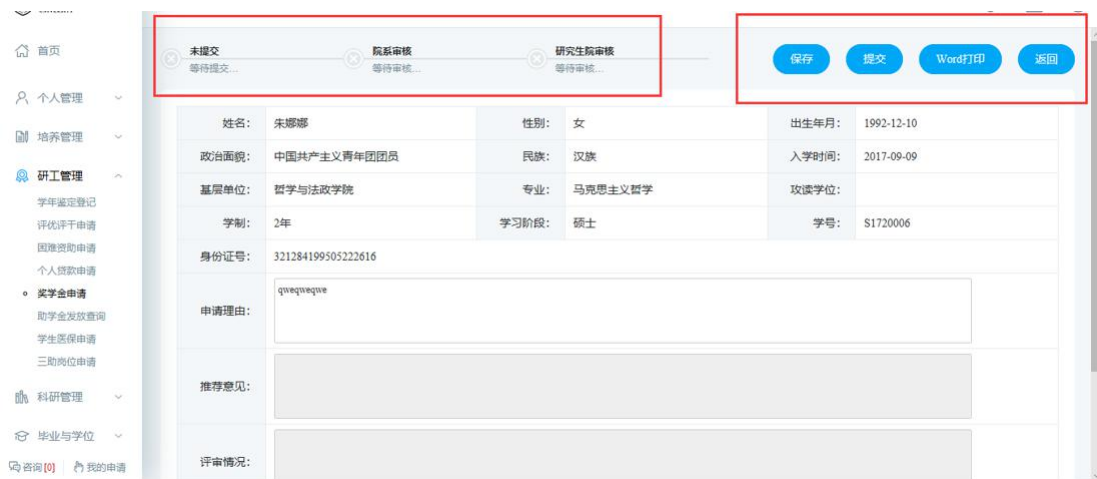 首页
个人管理
培养管理
研工管理
学年鉴定登记
评优评干申请
困难资助申请
个人贷款申请
奖学金申请
助学金发放查询
学生医保申请
三助岗位申请
科研管理
毕业与学位
咨询[0] 我的申请
未提交 院系审核 研究生院审核
等待提交... 等待审核... 等待审核...
保存 提交 Word打印 返回
姓名: 朱娜娜 性别: 女 出生年月: 1992-12-10
政治面貌: 中国共产主义青年团团员 民族: 汉族 入学时间: 2017-09-09
基层单位: 哲学与法政学院 专业: 马克思主义哲学 攻读学位:
学制: 2年 学习阶段: 硕士 学号: S1720006
身份证号: 321284199505222616
申请理由: qweqweqwe
推荐意见:
评审情况: